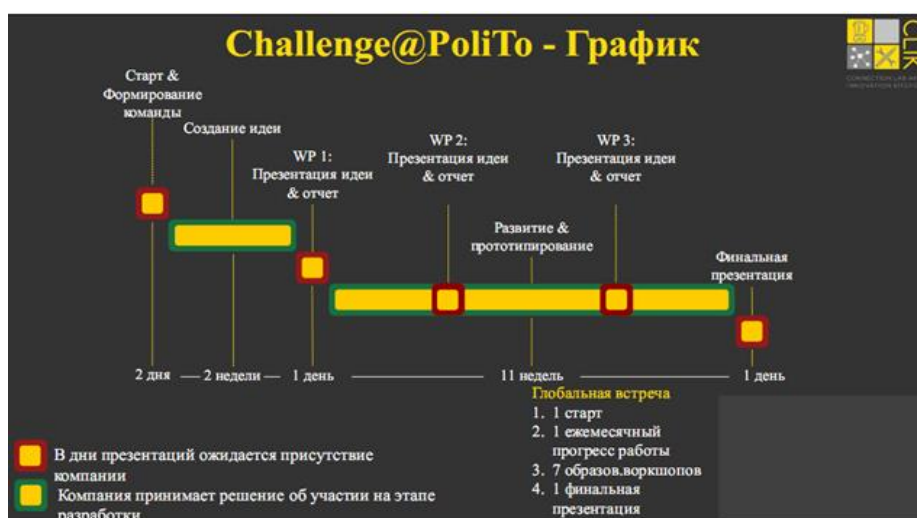 Challenge@PoliTo - График
CLIK
CONNECTION LAB
Старт &
Формирование
команды
Создание идеи
WP 1:
Презентация идеи
& отчет
WP 2:
Презентация идеи
& отчет
WP 3:
Презентация идеи
& отчет
Развитие &
прототипирование
Финальная
презентация
2 дня
2 недели
1 день
11 недель
1 день
Глобальная встреча
1. 1 старт
2. 1 ежемесячный
прогресс работы
3. 7 образов.воркшопов
4. 1 финальная
презентация
В дни презентаций ожидается присутствие
компании
Компания принимает решение об участии на этапе
разработки